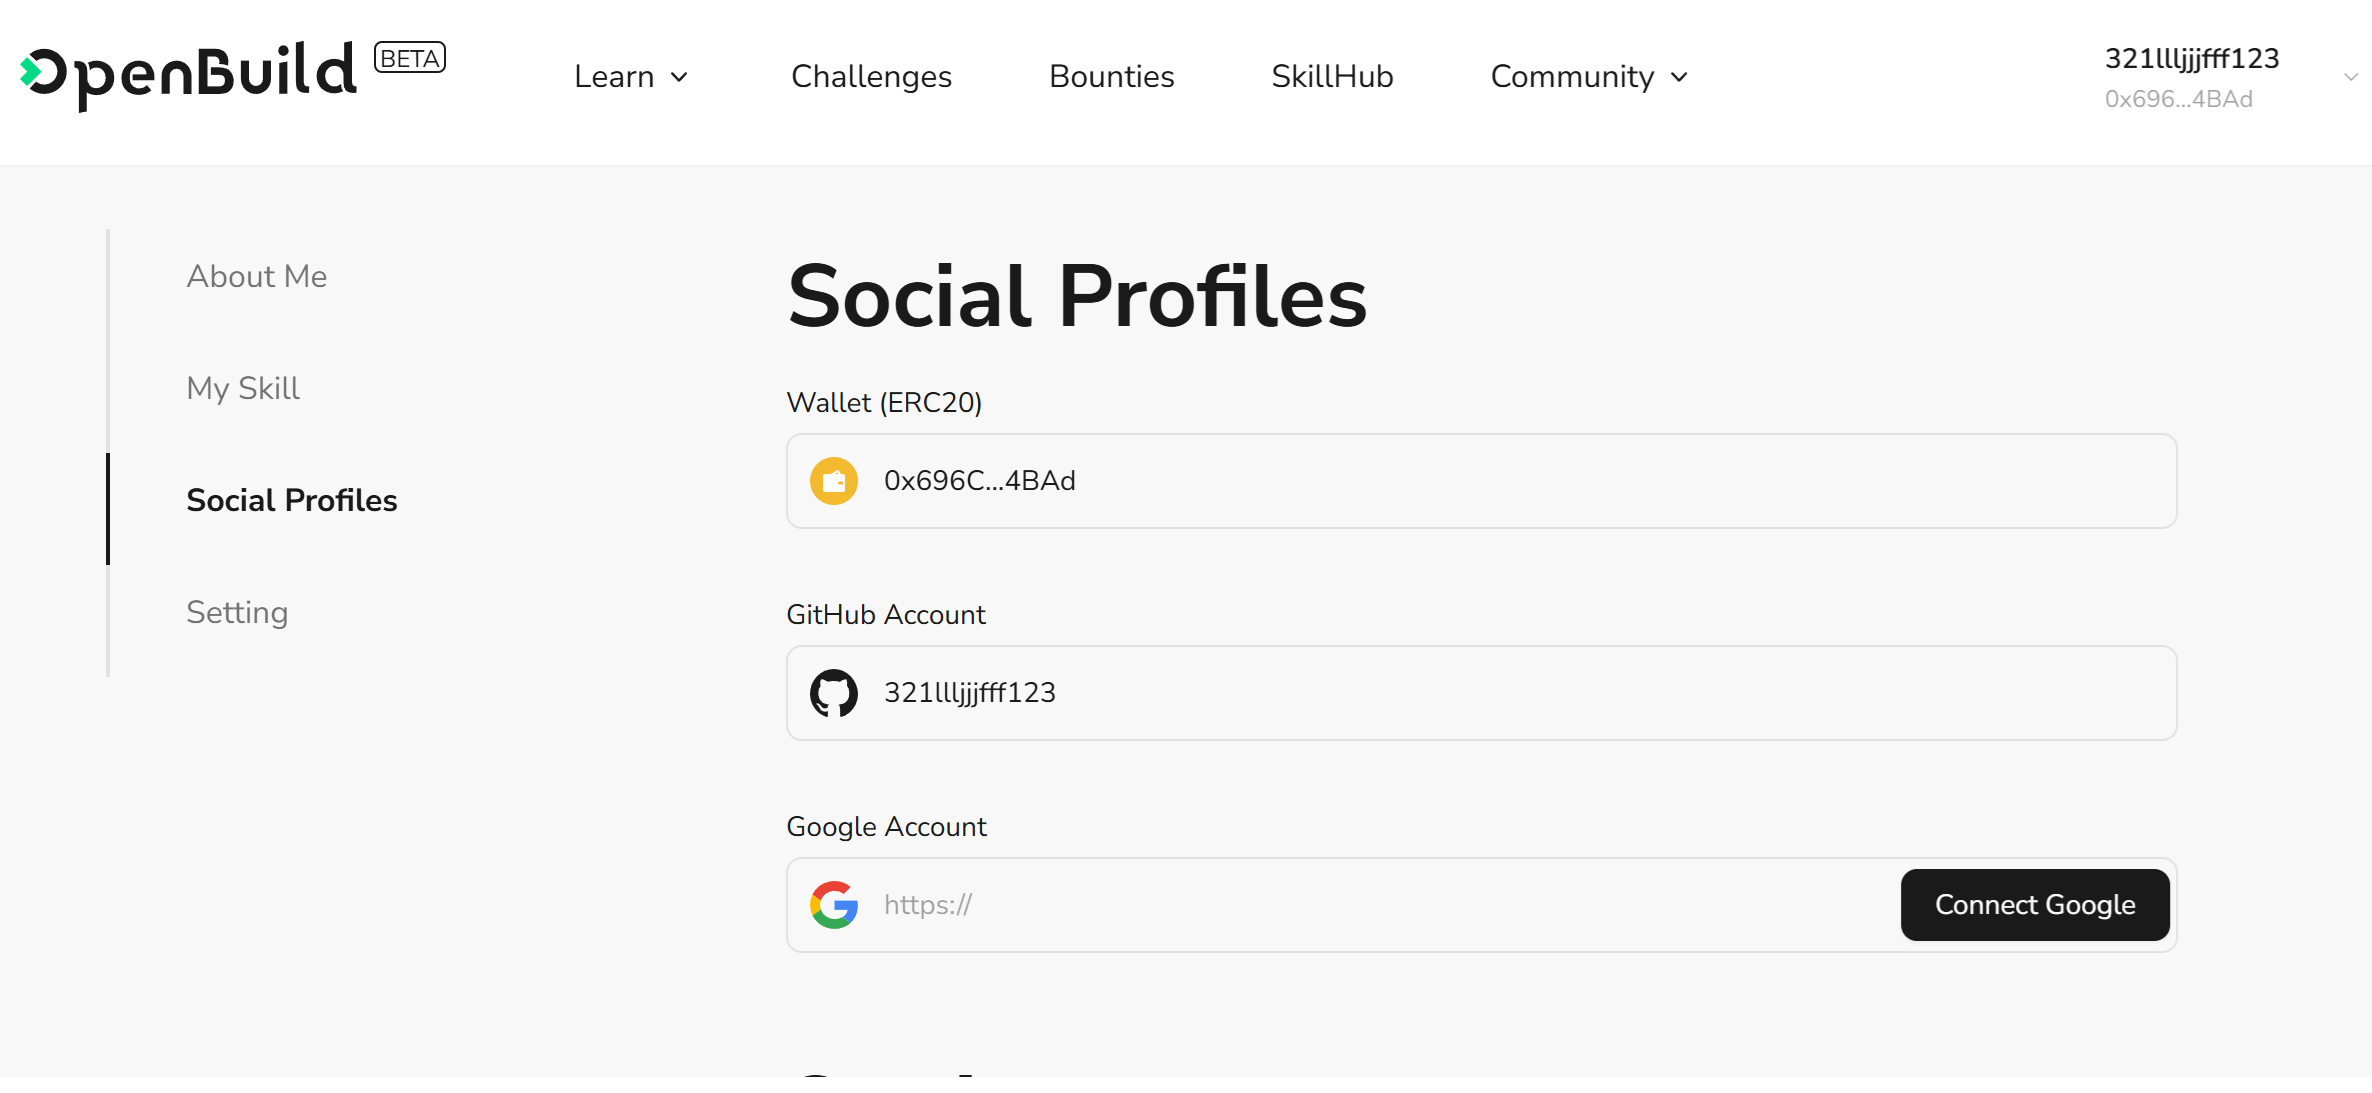 OpenBuild BETA
Learn
Challenges
Bounties
SkillHub
Community
321llljjjfff123
0x696...4BAd
About Me
My Skill
Social Profiles
Setting
Social Profiles
Wallet (ERC20)
0x696C...4BAd
GitHub Account
321llljjjfff123
Google Account
https://
Connect Google